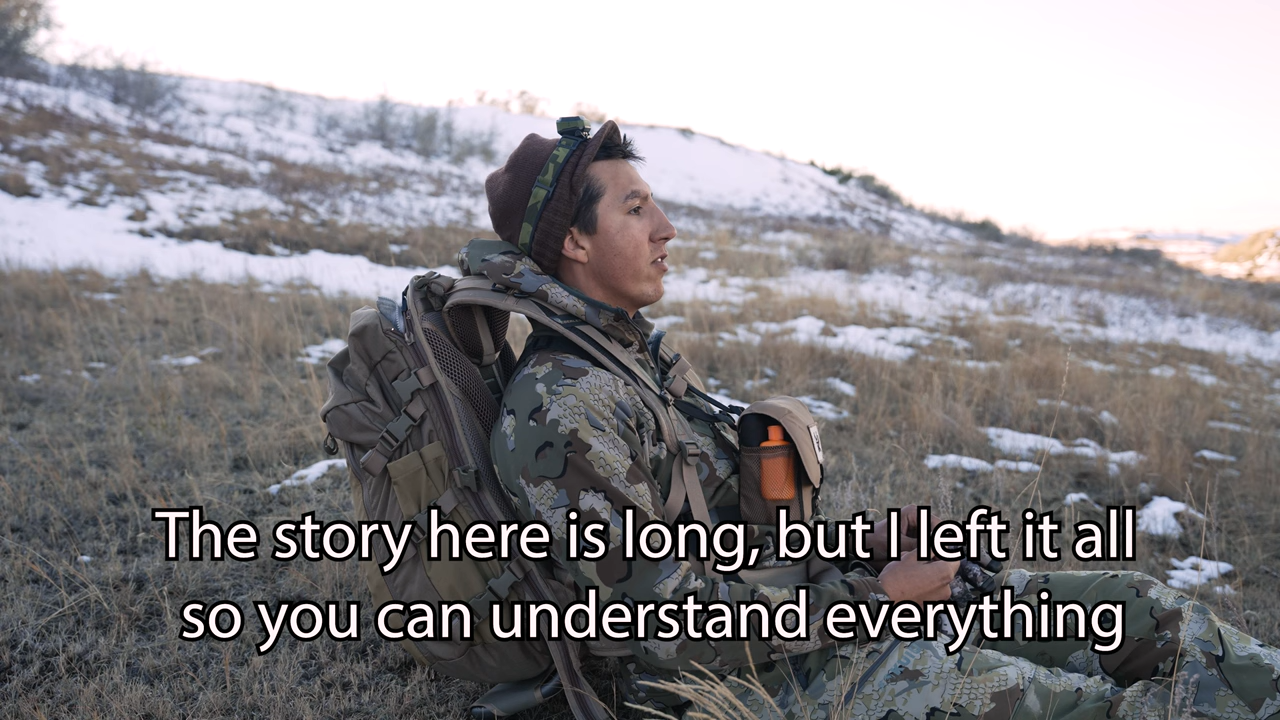 The story here is long, but I left it all
so you can understand everything